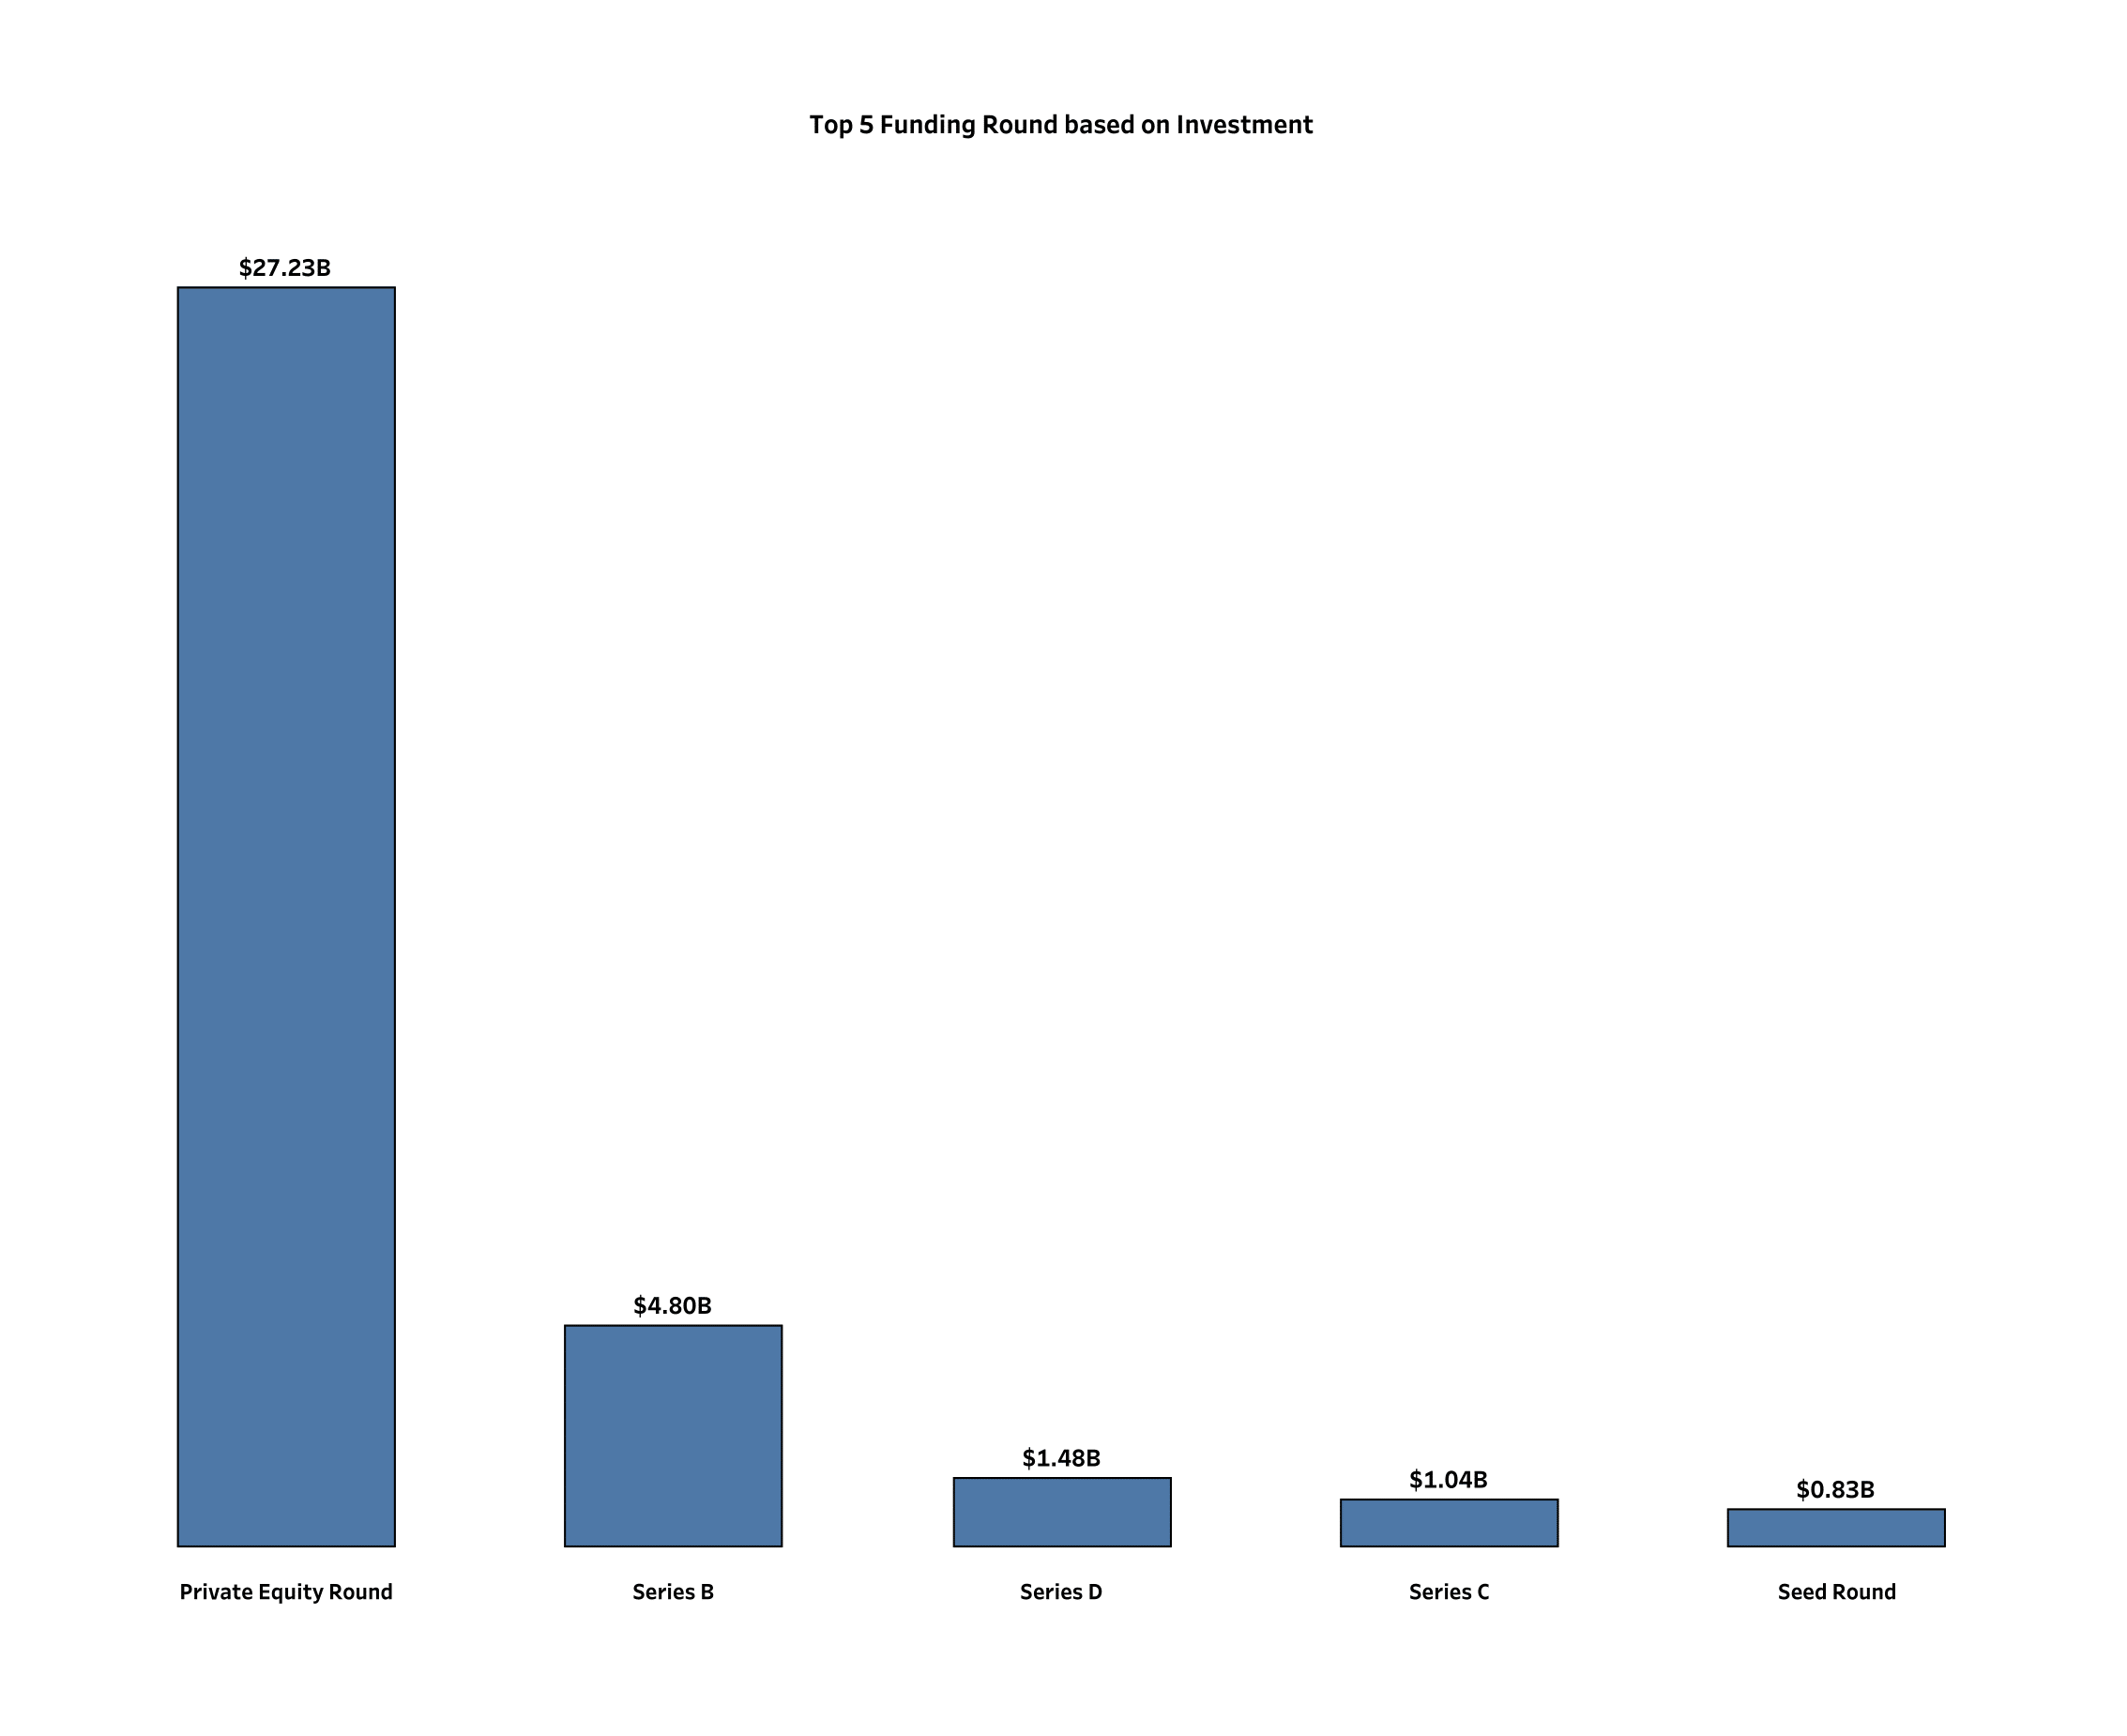 Top 5 Funding Round based on Investment
$27.23B
$4.80B
$1.48B
$1.04B
$0.83B
Private Equity Round
Series B
Series D
Series C
Seed Round